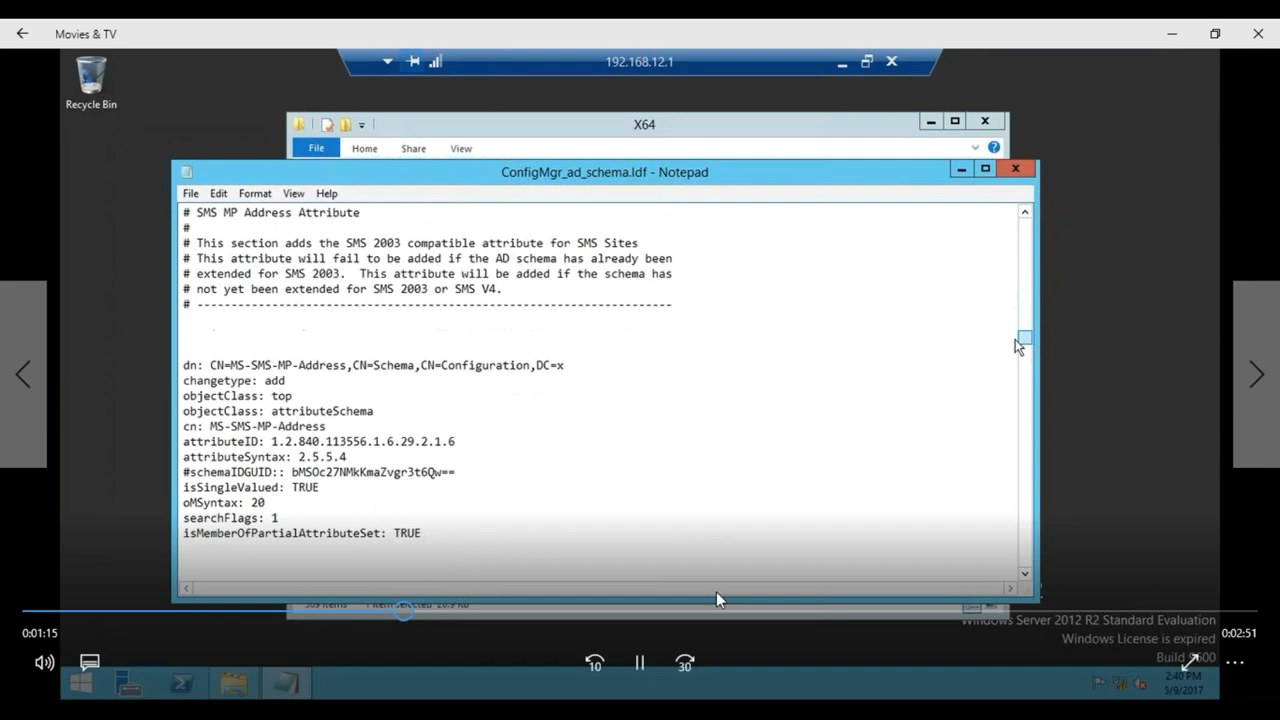 Movies & TV
192.168.12.1
Recycle Bin
X64
File Home Share View
ConfigMgr_ad_schema.ldf - Notepad
File Edit Format View Help
# SMS MP Address Attribute
#
# This section adds the SMS 2003 compatible attribute for SMS Sites
# This attribute will fail to be added if the AD schema has already been
# extended for SMS 2003. This attribute will be added if the schema has
# not yet been extended for SMS 2003 or SMS V4.
# ----------------------------------------------------------------------
dn: CN=MS-SMS-MP-Address,CN=Schema,CN=Configuration,DC=x
changetype: add
objectClass: top
objectClass: attributeSchema
cn: MS-SMS-MP-Address
attributeID: 1.2.840.113556.1.6.29.2.1.6
attributeSyntax: 2.5.5.4
#schemaIDGUID:: bMSOc27NMkKmaZvgr3t6Qw==
isSingleValued: TRUE
oMSyntax: 20
searchFlags: 1
isMemberOfPartialAttributeSet: TRUE
Windows Server 2012 R2 Standard Evaluation
Windows License is expired
Build 9600
0:01:15
0:02:51
10
30
2:40 PM
5/9/2017